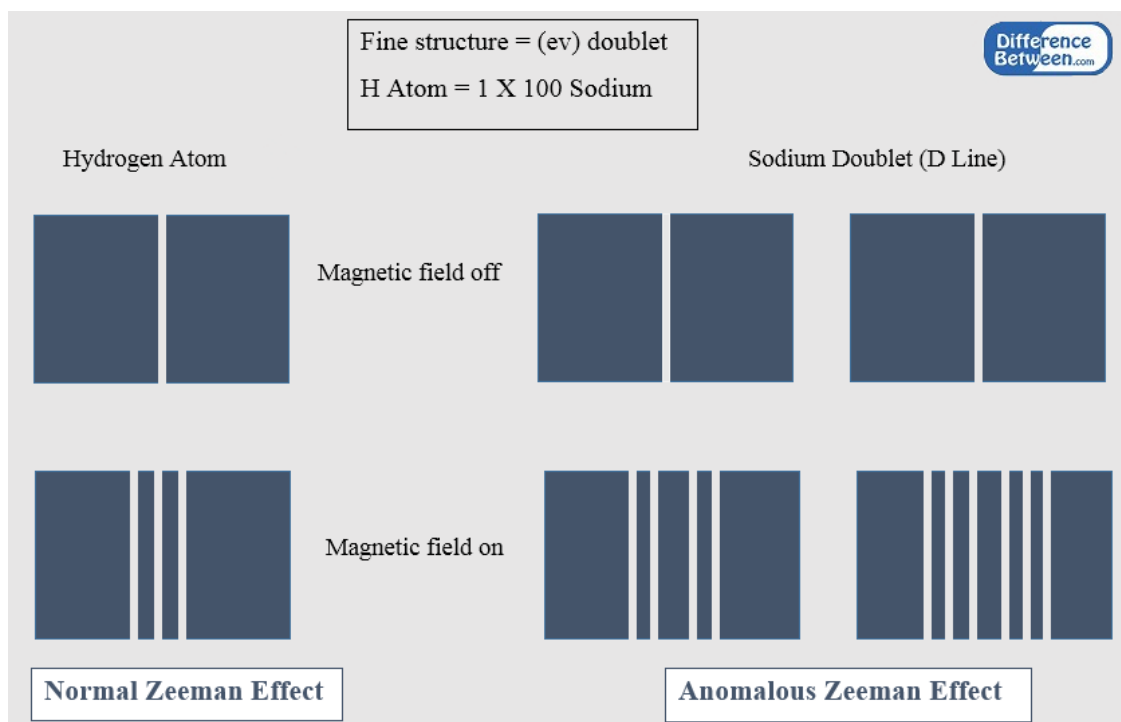 Fine structure = (ev) doublet
H Atom = 1 X 100 Sodium
Difference
Between.com
Hydrogen Atom
Sodium Doublet (D Line)
Magnetic field off
Magnetic field on
Normal Zeeman Effect
Anomalous Zeeman Effect